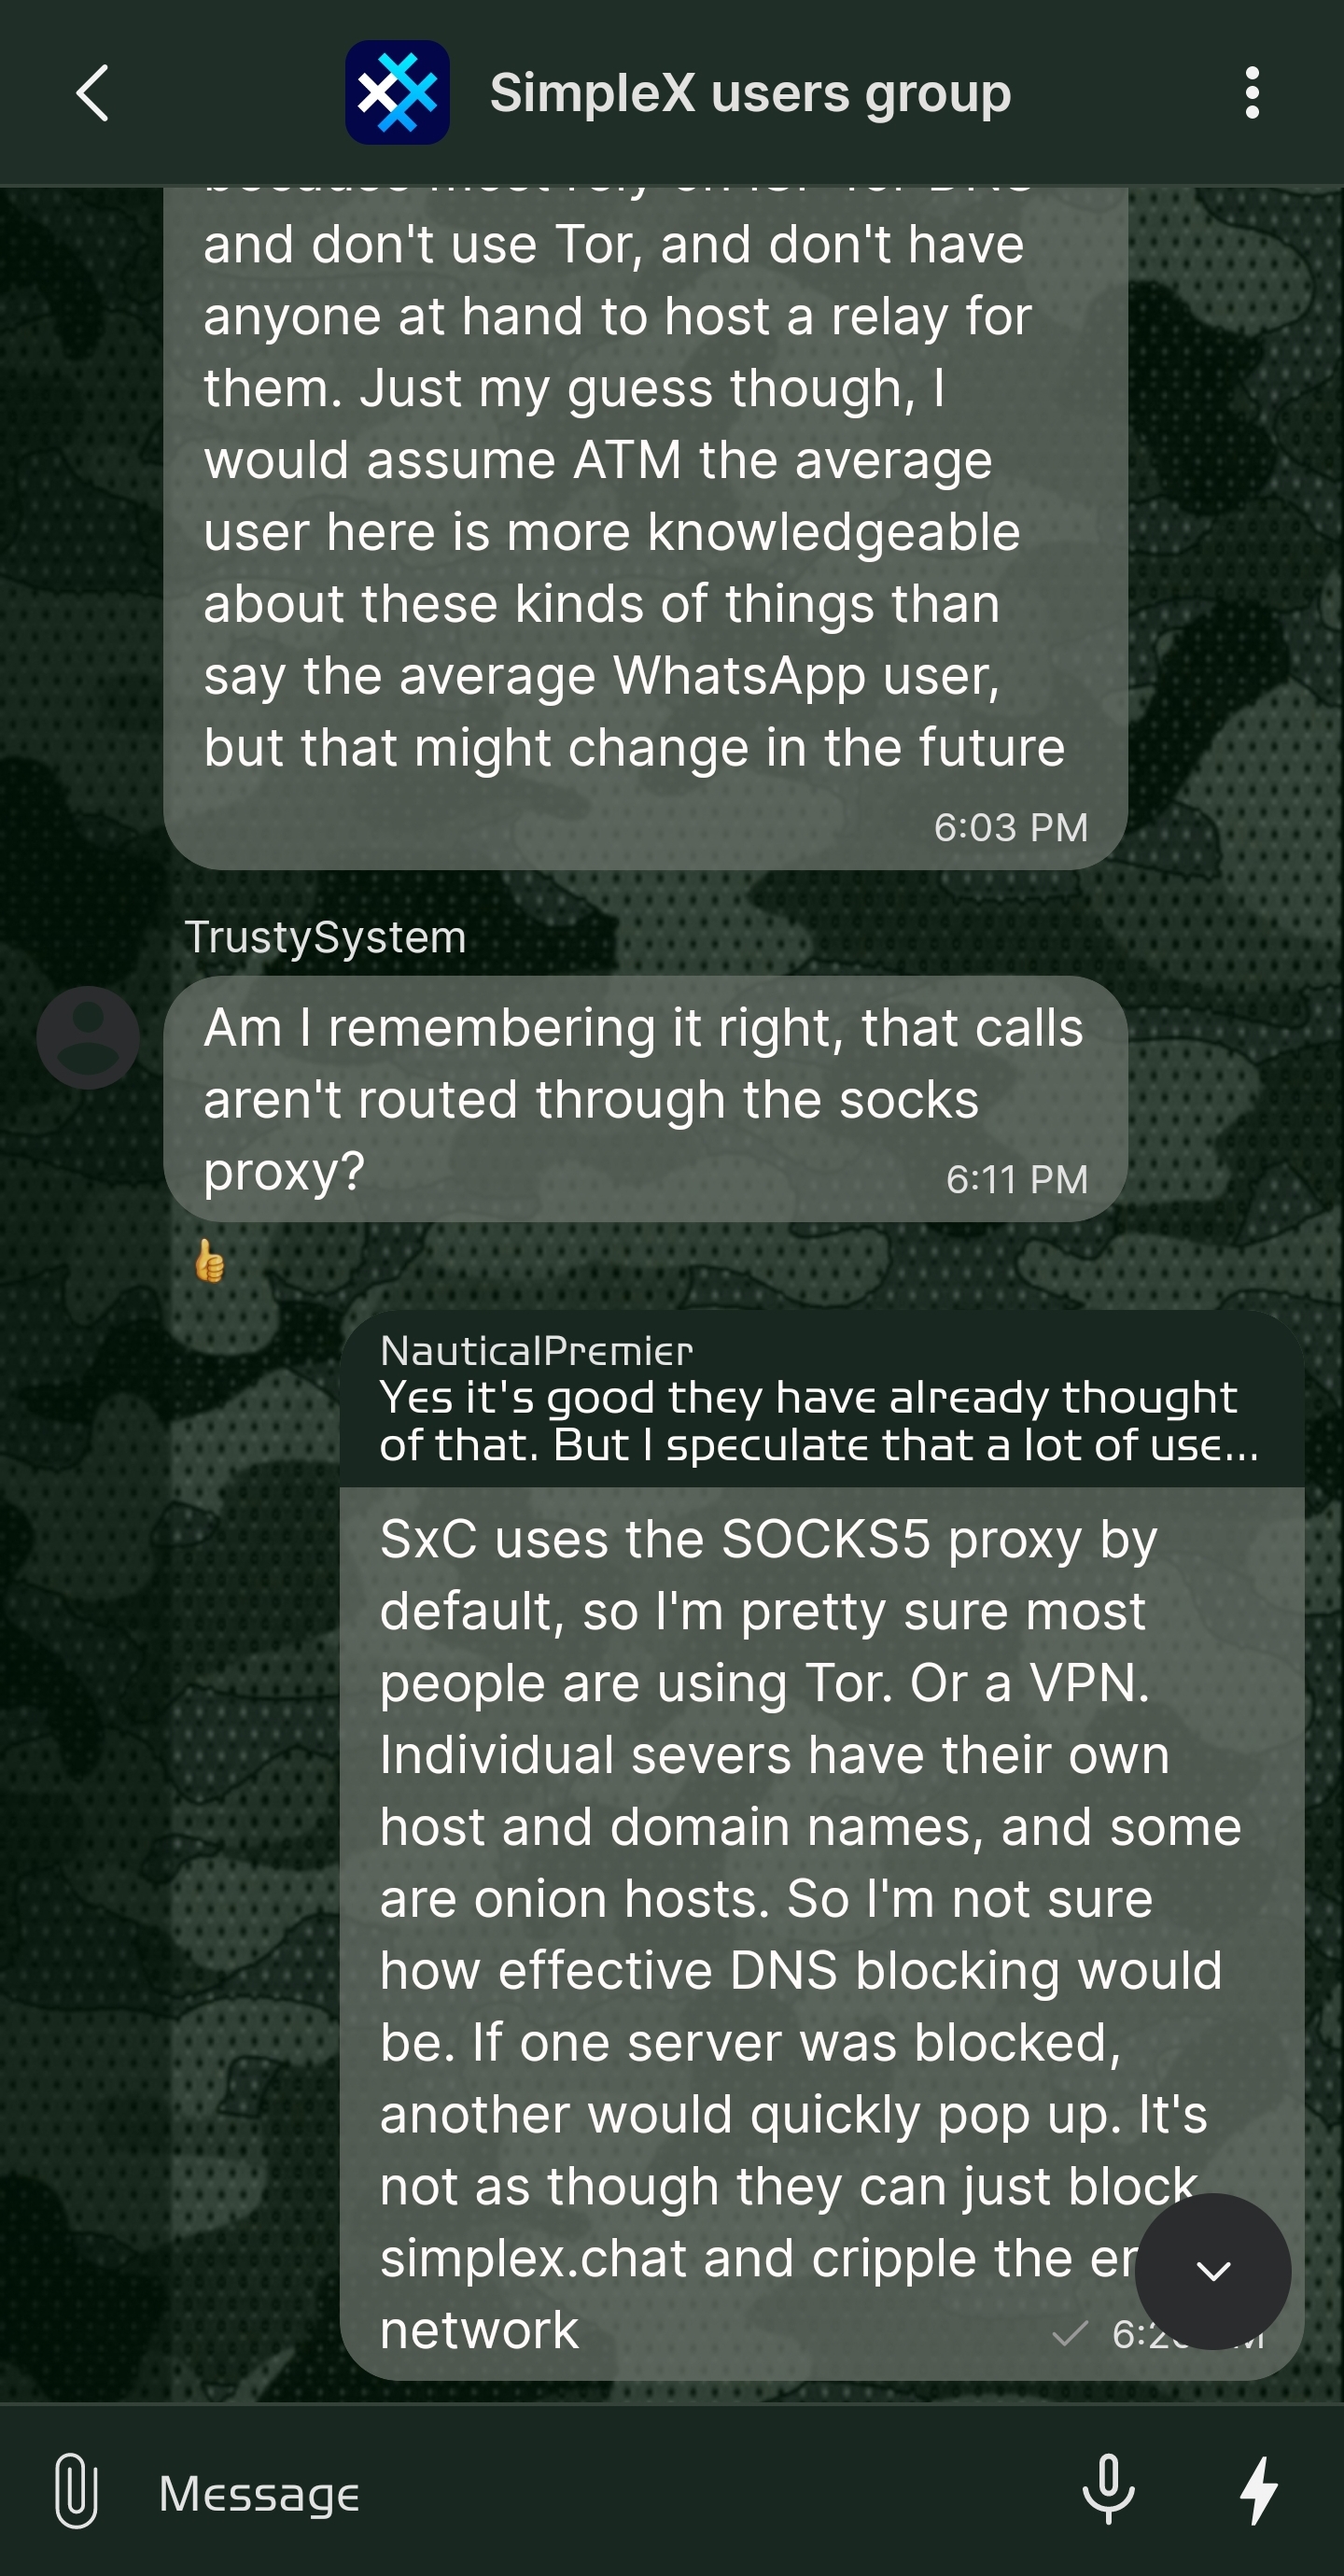 SimpleX users group
and don't use Tor, and don't have
anyone at hand to host a relay for
them. Just my guess though, I
would assume ATM the average
user here is more knowledgeable
about these kinds of things than
say the average WhatsApp user,
but that might change in the future
6:03 PM
TrustySystem
Am I remembering it right, that calls
aren't routed through the socks
proxy?
6:11 PM
NauticalPremier
Yes it's good they have already thought
of that. But I speculate that a lot of use...
SxC uses the SOCKS5 proxy by
default, so I'm pretty sure most
people are using Tor. Or a VPN.
Individual severs have their own
host and domain names, and some
are onion hosts. So I'm not sure
how effective DNS blocking would
be. If one server was blocked,
another would quickly pop up. It's
not as though they can just block
simplex.chat and cripple the
network
Message